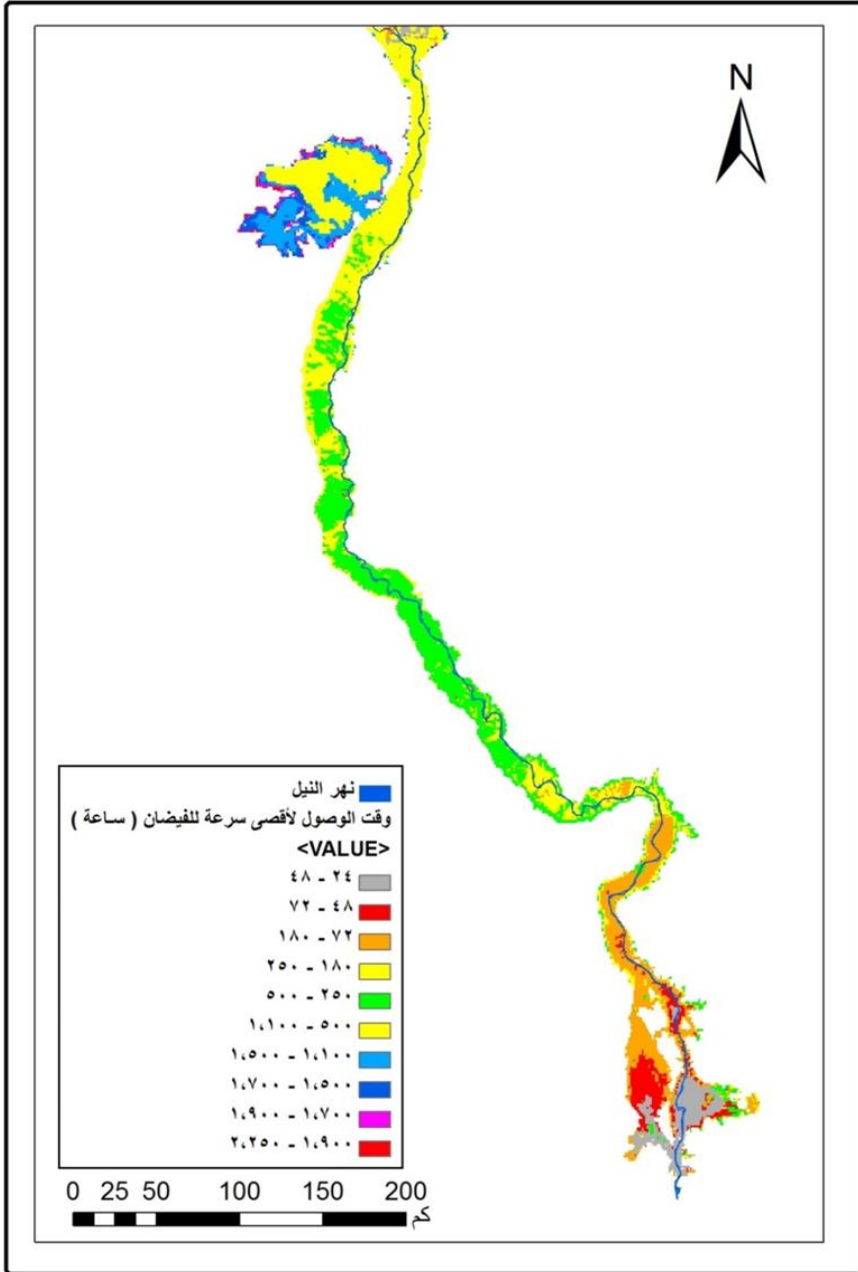 N
نهر النيل
وقت الوصول لأقصى سرعة للفيضان ( ساعة )
<VALUE>
٢٤ - ٤٨
٤٨ - ٧٢
٧٢ - ١٨٠
١٨٠ - ٢٥٠
٢٥٠ - ٥٠٠
٥٠٠ - ١،١٠٠
١،١٠٠ - ١،٥٠٠
١،٥٠٠ - ١،٧٠٠
١،٧٠٠ - ١،٩٠٠
١،٩٠٠ - ٢،٢٥٠
0 25 50 100 150 200
كم